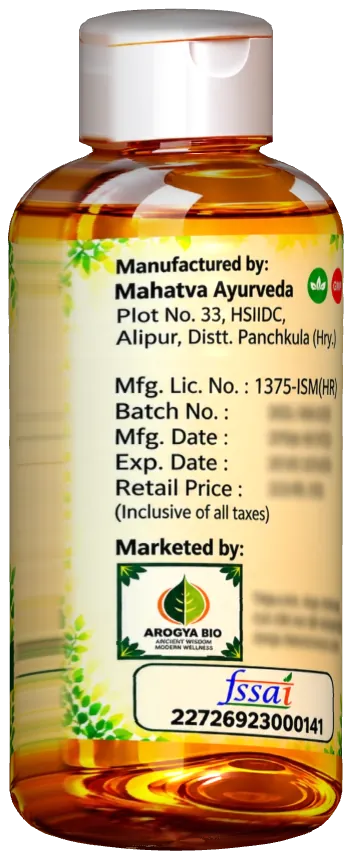 Manufactured by:
Mahatva Ayurveda
Plot No. 33, HSIIDC,
Alipur, Distt. Panchkula (Hry.)
Mfg. Lic. No. : 1375-ISM(HR)
Batch No. :
Mfg. Date :
Exp. Date :
Retail Price :
(Inclusive of all taxes)
Marketed by:
AROGYA BIO
ANCIENT WISDOM
MODERN WELLNESS
fssai
22726923000141